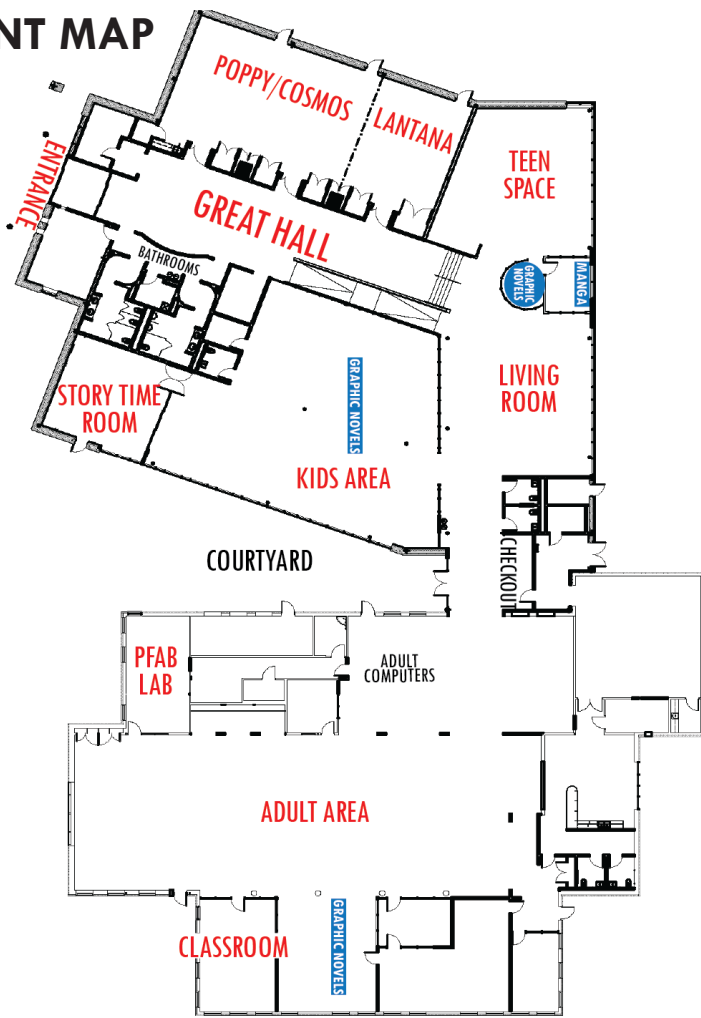 NT MAP
POPPY/COSMOS
LANTANA
ENTRANCE
TEEN
SPACE
GREAT HALL
BATHROOMS
GRAPHIC
NOVELS
MANGA
LIVING
ROOM
STORY TIME
ROOM
GRAPHIC NOVELS
KIDS AREA
COURTYARD
CHECKOUT
PFAB
LAB
ADULT
COMPUTERS
ADULT AREA
CLASSROOM
GRAPHIC NOVELS